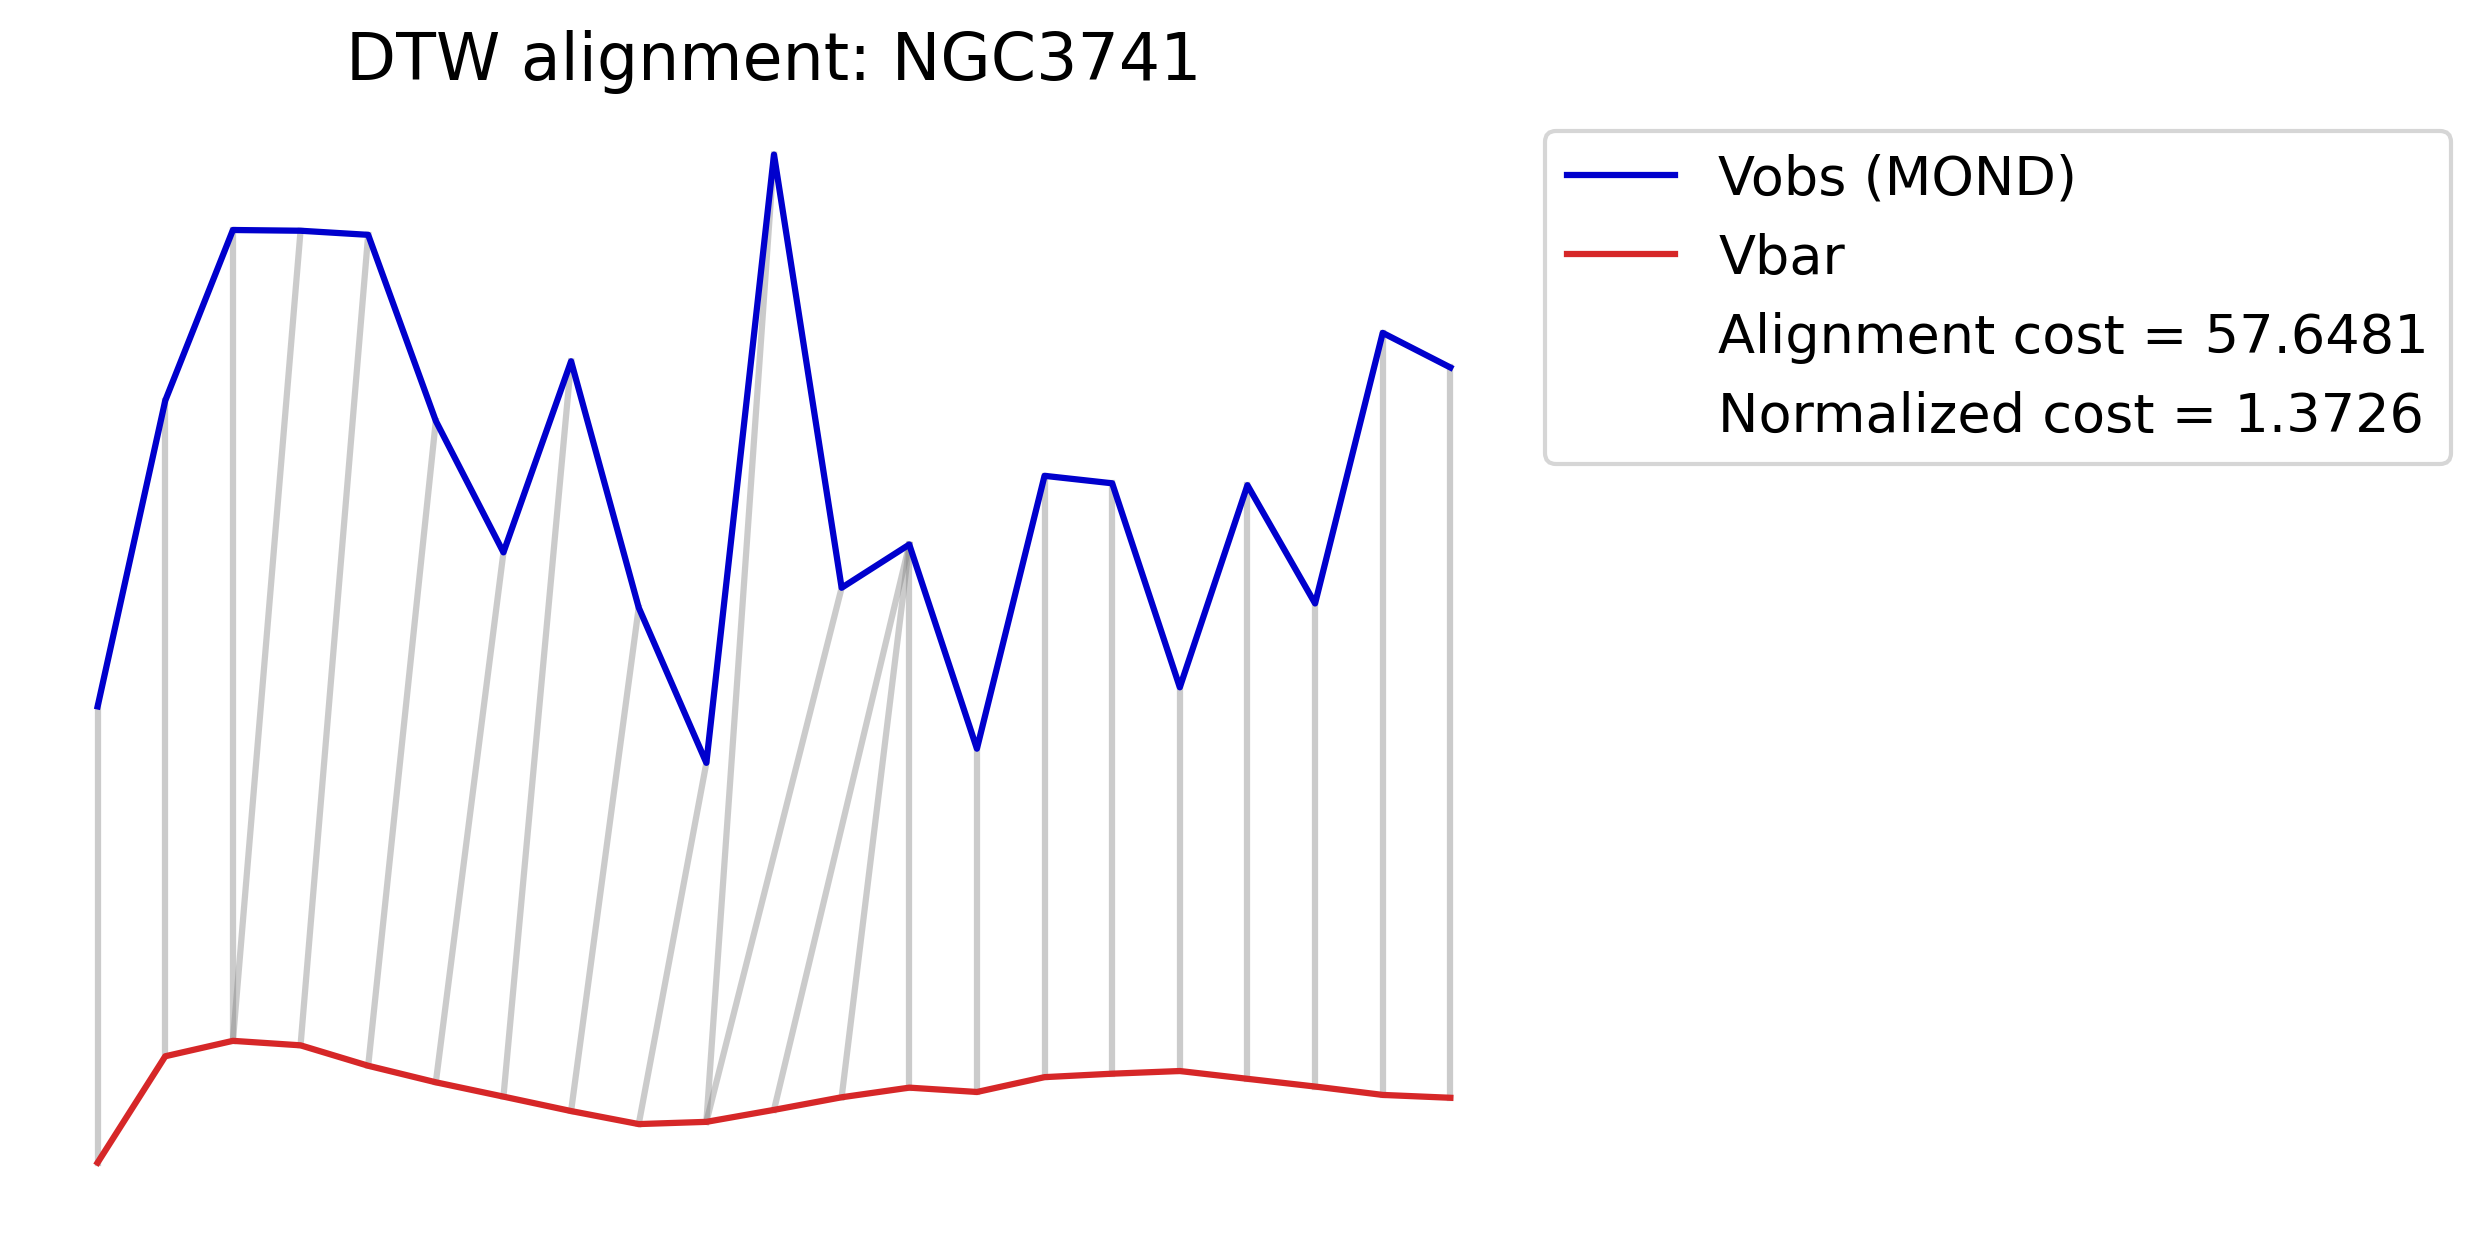 DTW alignment: NGC3741
Vobs (MOND)
Vbar
Alignment cost = 57.6481
Normalized cost = 1.3726